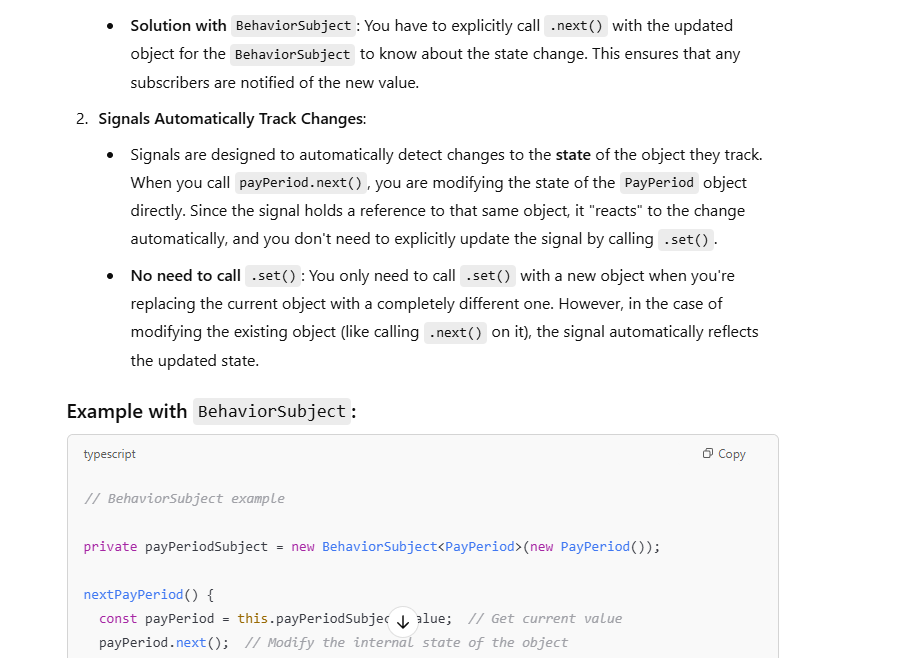 • Solution with BehaviorSubject: You have to explicitly call .next() with the updated
object for the BehaviorSubject to know about the state change. This ensures that any
subscribers are notified of the new value.
2. Signals Automatically Track Changes:
• Signals are designed to automatically detect changes to the state of the object they track.
When you call payPeriod.next(), you are modifying the state of the PayPeriod object
directly. Since the signal holds a reference to that same object, it "reacts" to the change
automatically, and you don't need to explicitly update the signal by calling .set().
• No need to call .set(): You only need to call .set() with a new object when you're
replacing the current object with a completely different one. However, in the case of
modifying the existing object (like calling .next() on it), the signal automatically reflects
the updated state.
Example with BehaviorSubject:
typescript Copy
// BehaviorSubject example
private payPeriodSubject = new BehaviorSubject<PayPeriod>(new PayPeriod());
nextPayPeriod() {
const payPeriod = this.payPeriodSubjec alue; // Get current value
payPeriod.next(); // Modify the internal state of the object